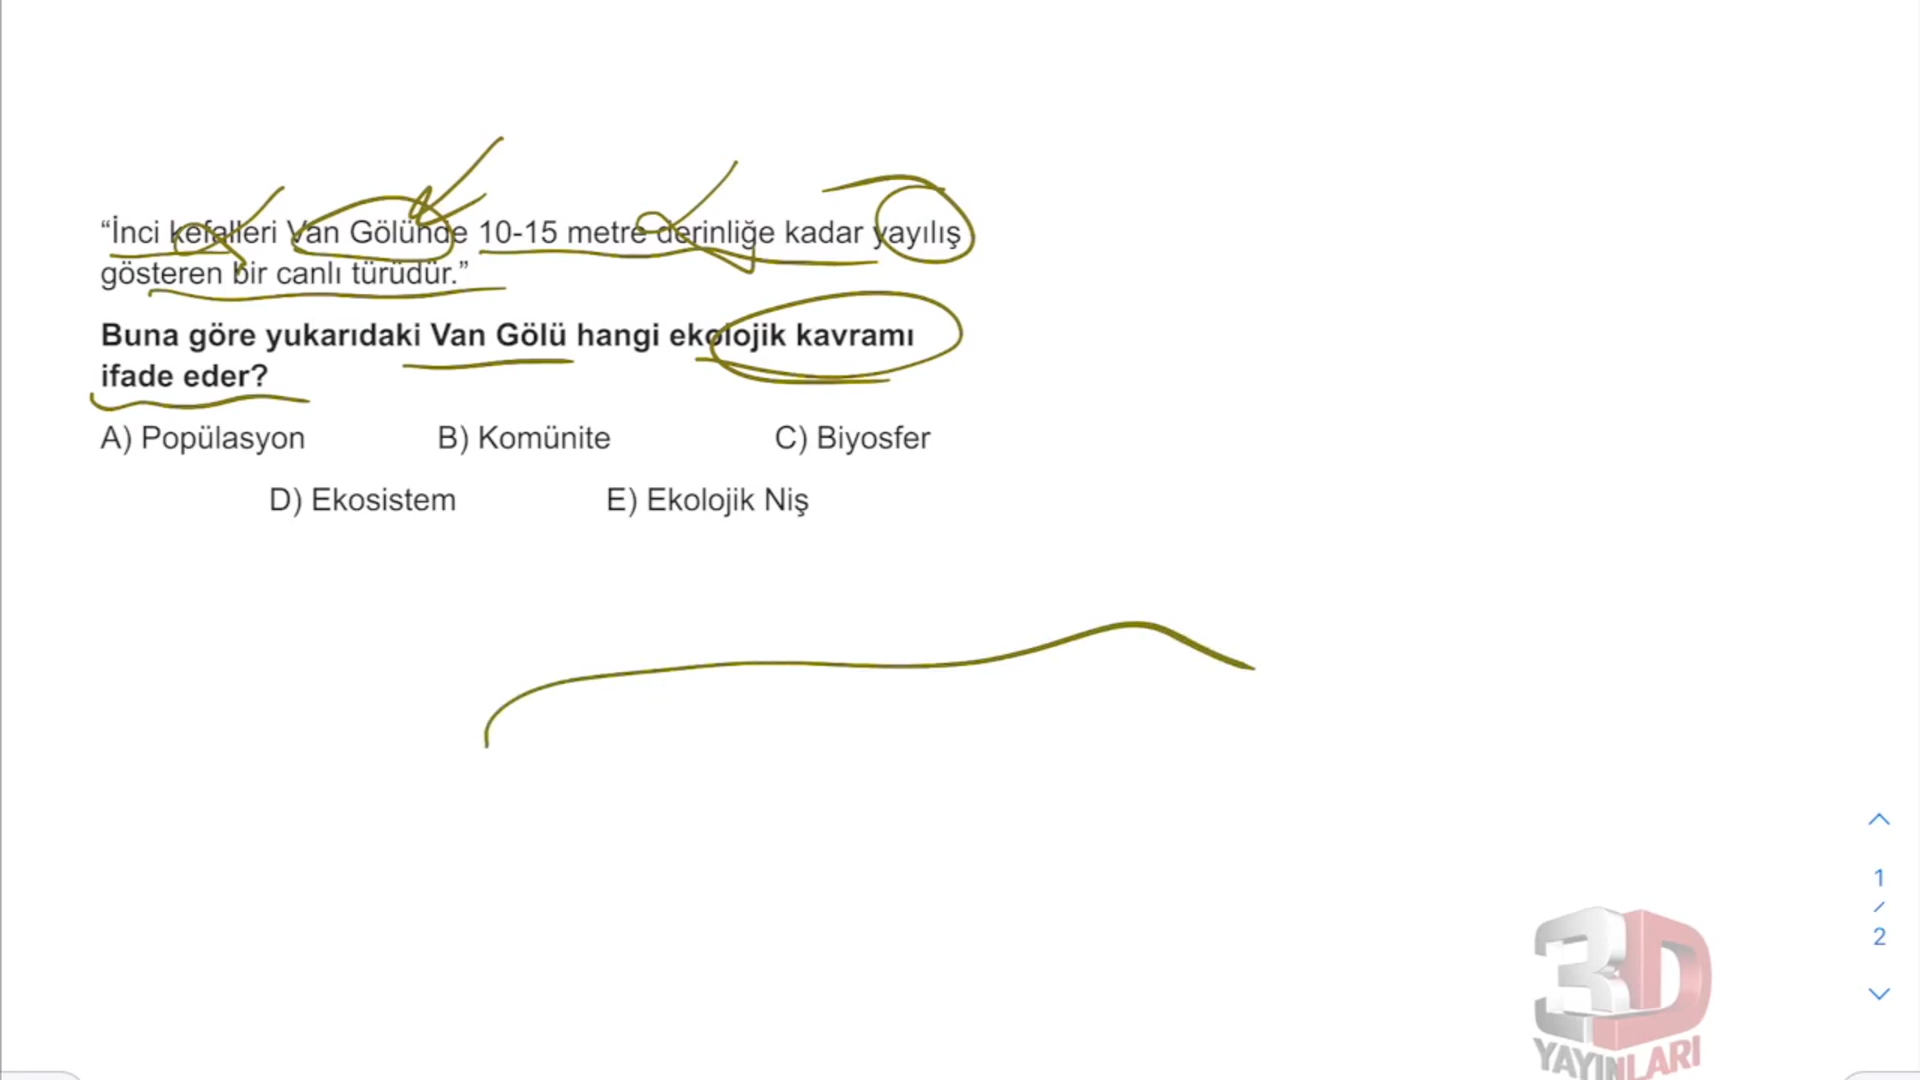 “İnci kefalleri Van Gölünde 10-15 metre derinliğe kadar yayılış
gösteren bir canlı türüdür.”
Buna göre yukarıdaki Van Gölü hangi ekolojik kavramı
ifade eder?
A) Popülasyon B) Komünite C) Biyosfer
D) Ekosistem E) Ekolojik Niş
1
/
2
3D
YAYINLARI